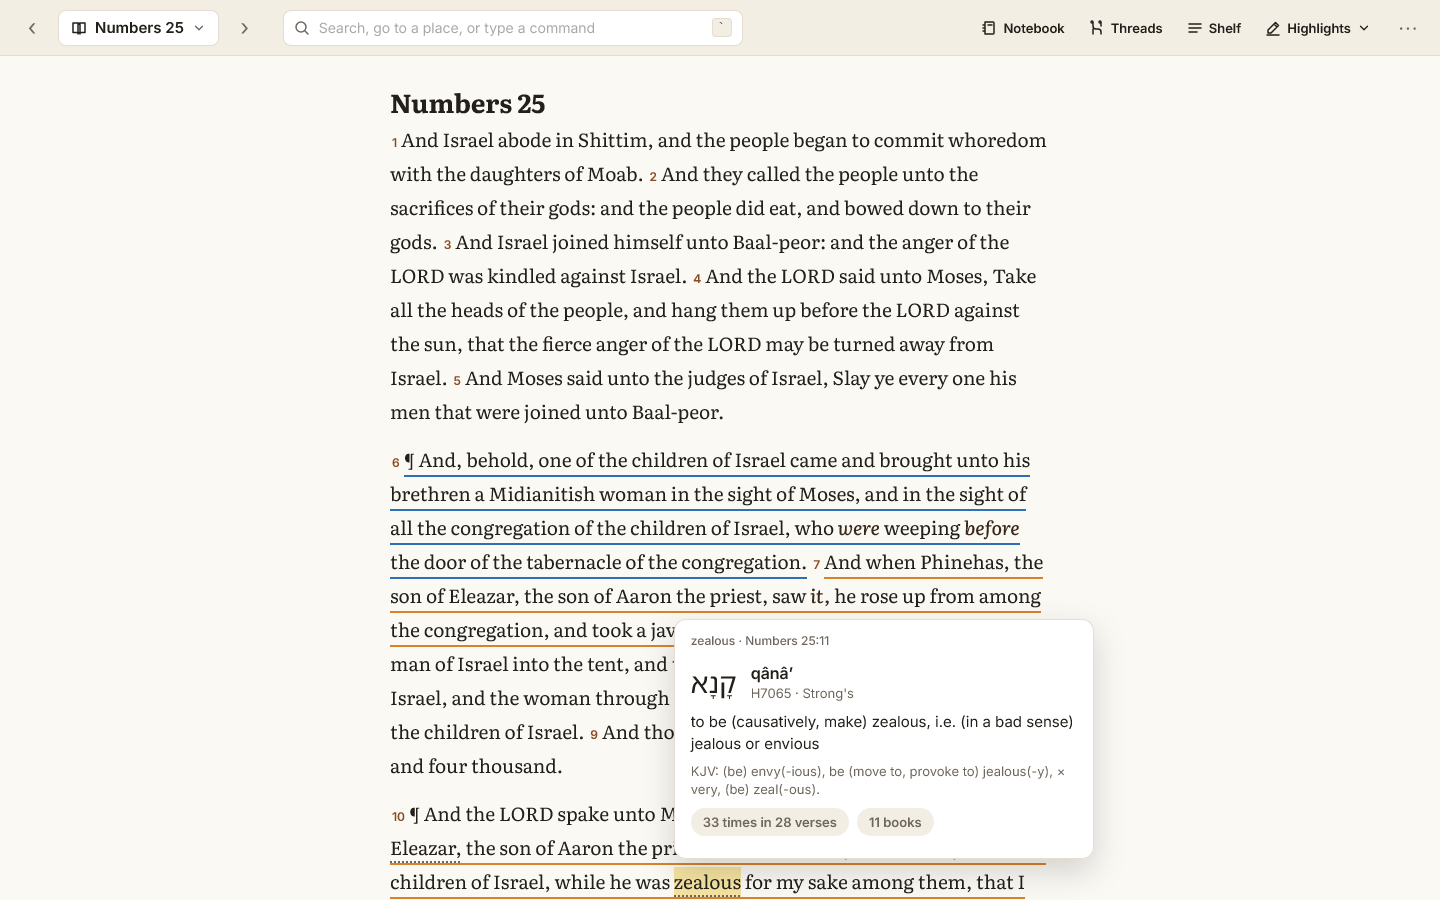 Numbers 25
Search, go to a place, or type a command
`
Notebook
Threads
Shelf
Highlights
Numbers 25
1 And Israel abode in Shittim, and the people began to commit whoredom
with the daughters of Moab. 2 And they called the people unto the
sacrifices of their gods: and the people did eat, and bowed down to their
gods. 3 And Israel joined himself unto Baal-peor: and the anger of the
LORD was kindled against Israel. 4 And the LORD said unto Moses, Take
all the heads of the people, and hang them up before the LORD against
the sun, that the fierce anger of the LORD may be turned away from
Israel. 5 And Moses said unto the judges of Israel, Slay ye every one his
men that were joined unto Baal-peor.
6 ¶ And, behold, one of the children of Israel came and brought unto his
brethren a Midianitish woman in the sight of Moses, and in the sight of
all the congregation of the children of Israel, who were weeping before
the door of the tabernacle of the congregation. 7 And when Phinehas, the
son of Eleazar, the son of Aaron the priest, saw it, he rose up from among
the congregation, and took a jav
man of Israel into the tent, and
Israel, and the woman through
the children of Israel. 9 And tho
and four thousand.
10 ¶ And the LORD spake unto M
Eleazar, the son of Aaron the pri
children of Israel, while he was zealous for my sake among them, that I
zealous · Numbers 25:11
קָנָא qânâʼ
H7065 · Strong's
to be (causatively, make) zealous, i.e. (in a bad sense)
jealous or envious
KJV: (be) envy(-ious), be (move to, provoke to) jealous(-y), ×
very, (be) zeal(-ous).
33 times in 28 verses
11 books